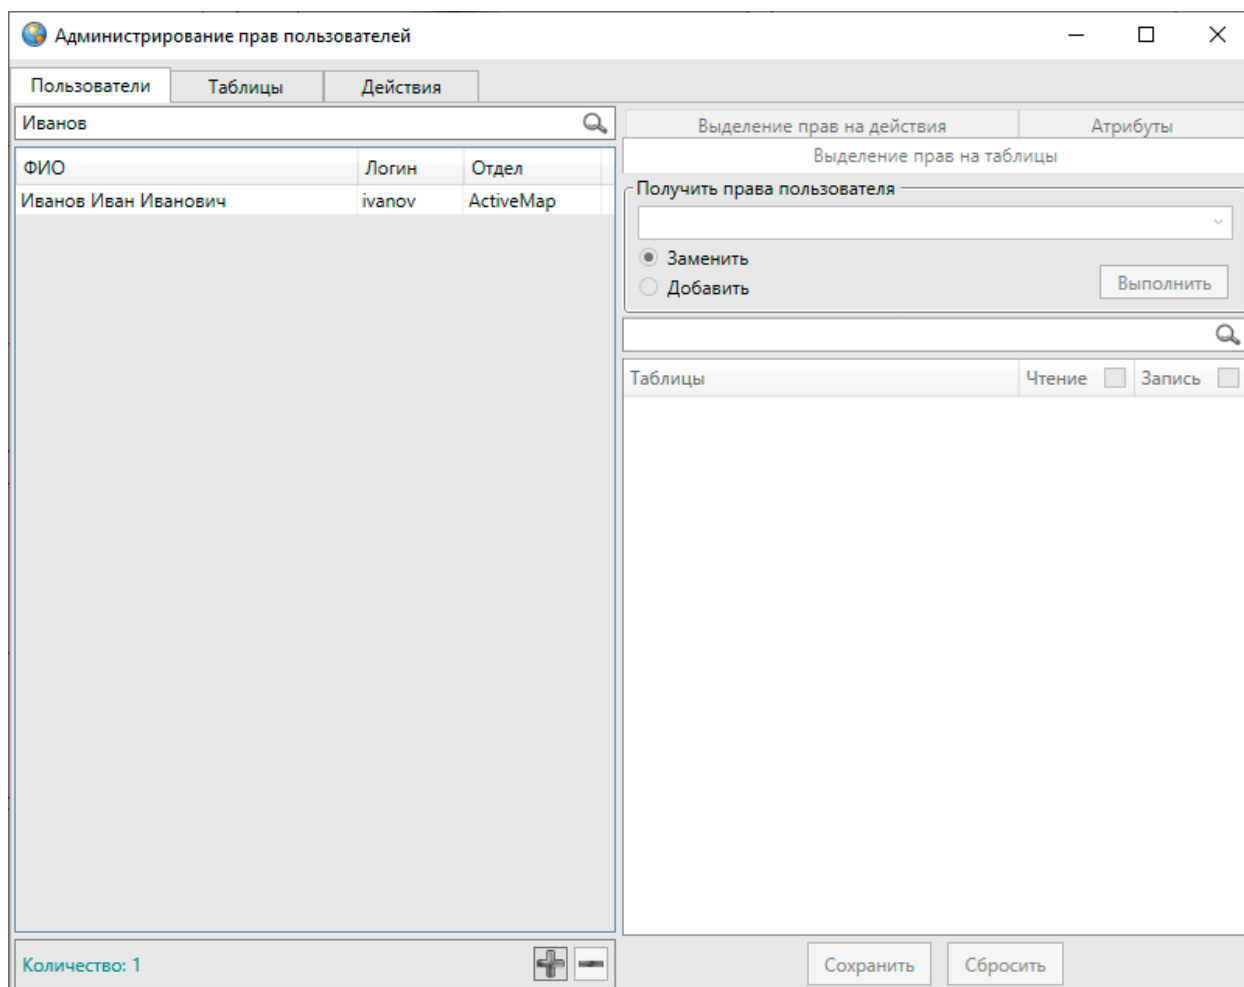 Администрирование прав пользователей
Пользователи Таблицы Действия
Иванов
ФИО Логин Отдел
Иванов Иван Иванович ivanov ActiveMap
Количество: 1
Выделение прав на действия Атрибуты
Выделение прав на таблицы
Получить права пользователя
Заменить
Добавить
Выполнить
Таблицы Чтение Запись
Сохранить Сбросить